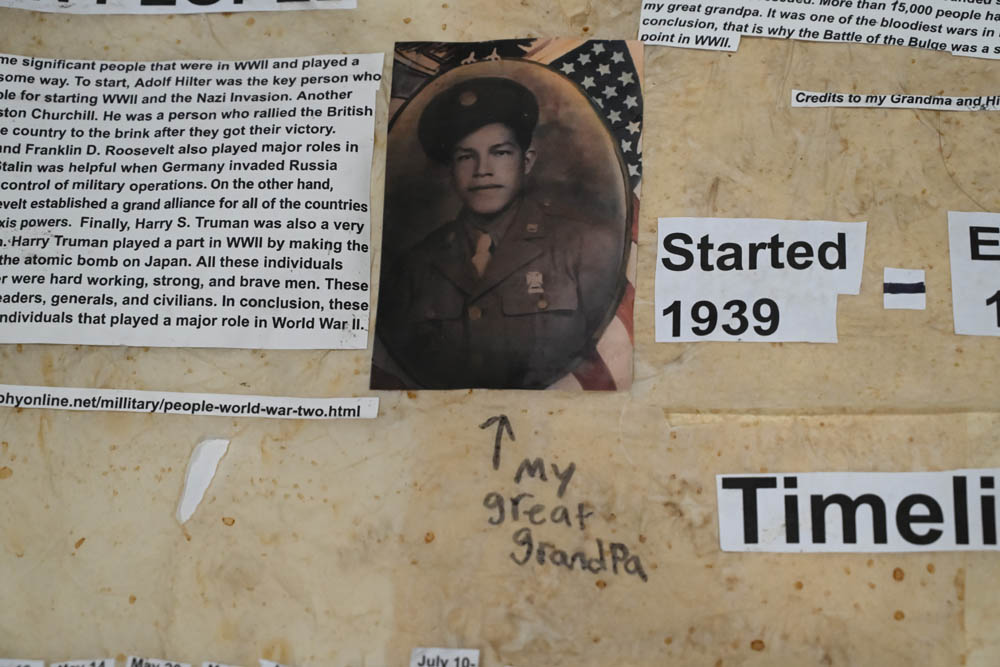 me significant people that were in WWII and played a
some way. To start, Adolf Hilter was the key person who
ble for starting WWII and the Nazi Invasion. Another
ston Churchill. He was a person who rallied the British
e country to the brink after they got their victory.
and Franklin D. Roosevelt also played major roles in
Stalin was helpful when Germany invaded Russia
control of military operations. On the other hand,
evelt established a grand alliance for all of the countries
xis powers. Finally, Harry S. Truman was also a very
n. Harry Truman played a part in WWII by making the
the atomic bomb on Japan. All these individuals
er were hard working, strong, and brave men. These
eaders, generals, and civilians. In conclusion, these
ndividuals that played a major role in World War II.
phyonline.net/millitary/people-world-war-two.html
More than 15,000 people ha
my great grandpa. It was one of the bloodiest wars in
conclusion, that is why the Battle of the Bulge was a s
point in WWII.
Credits to my Grandma and Hi
Started
1939
-
E
1
My
great
grandPa
Timeli
July 10-